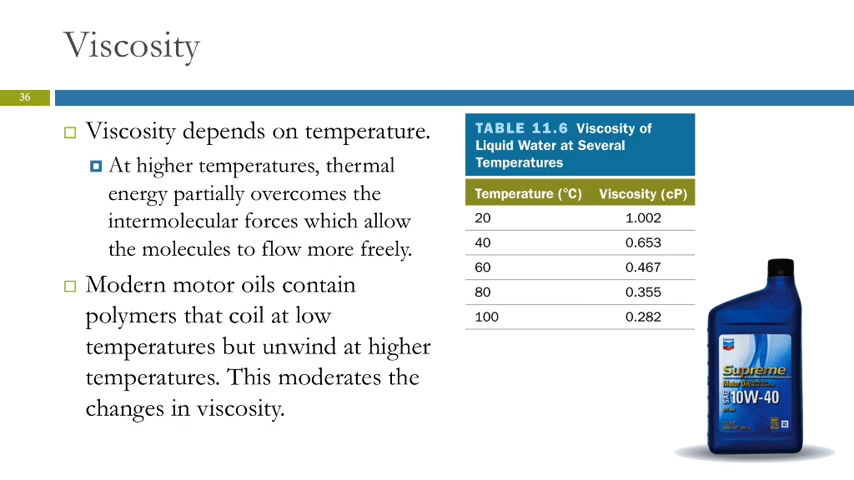 Viscosity
36
Viscosity depends on temperature.
At higher temperatures, thermal
energy partially overcomes the
intermolecular forces which allow
the molecules to flow more freely.
Modern motor oils contain
polymers that coil at low
temperatures but unwind at higher
temperatures. This moderates the
changes in viscosity.
TABLE 11.6 Viscosity of
Liquid Water at Several
Temperatures
Temperature (°C) Viscosity (cP)
20 1.002
40 0.653
60 0.467
80 0.355
100 0.282
Supreme
Motor Oil
SAE 10W-40